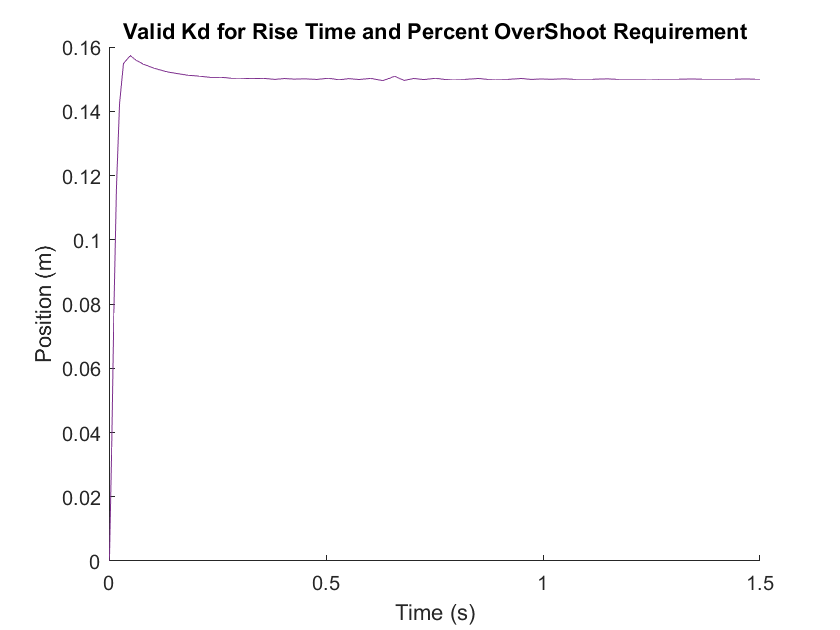 Valid Kd for Rise Time and Percent OverShoot Requirement
0.16
0.14
0.12
0.1
0.08
0.06
0.04
0.02
0
Position (m)
0 0.5 1 1.5
Time (s)